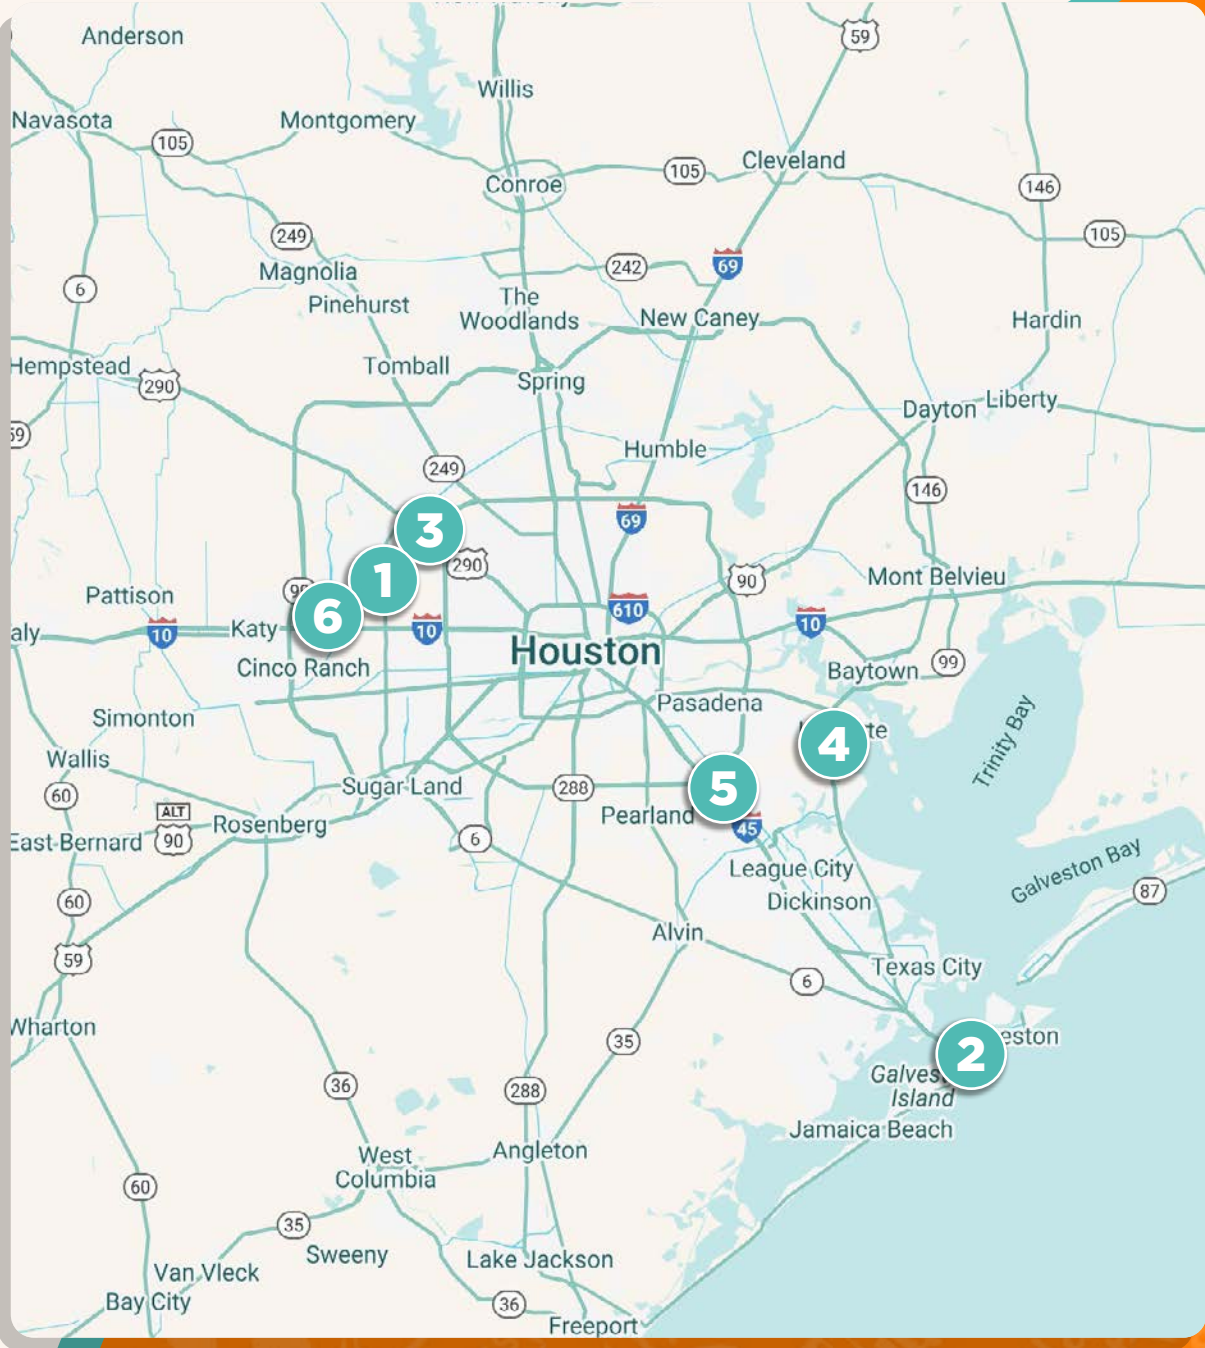 Anderson
59
Willis
Navasota
Montgomery
105
Cleveland
105
Conroe
146
249
105
Magnolia
242
69
6
Pinehurst
The
Woodlands
New Caney
Hardin
Hempstead
Tomball
290
Spring
Liberty
Dayton
Humble
249
146
69
3
290
1
90
Mont Belvieu
Pattison
6
610
10
Katy
10
10
Houston
Cinco Ranch
Baytown
99
Pasadena
Simonton
Trinity Bay
4
Wallis
Sugar Land
288
5
60
ALT
90
Rosenberg
Pearland
45
6
East Bernard
League City
Galveston Bay
87
Dickinson
60
Alvin
59
Texas City
6
Wharton
35
2
Island
36
288
Jamaica Beach
Angleton
West
Columbia
60
35
Sweeny
Lake Jackson
Van Vleck
Bay City
36
Freeport